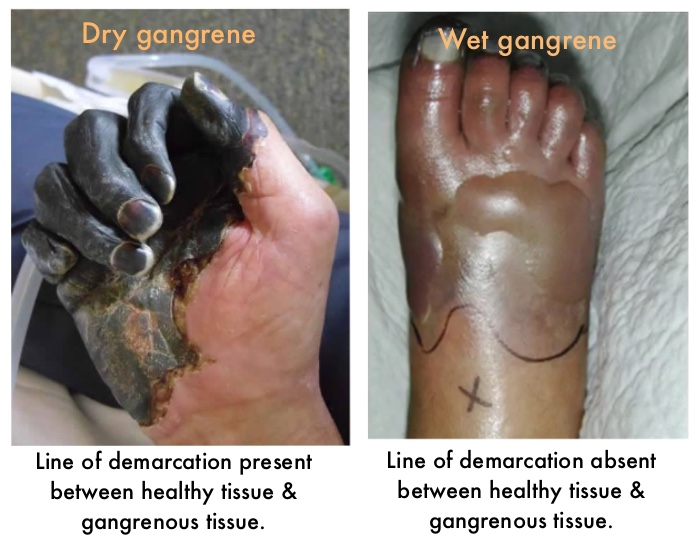 Dry gangrene
Wet gangrene
Line of demarcation present
between healthy tissue &
gangrenous tissue.
Line of demarcation absent
between healthy tissue &
gangrenous tissue.
X